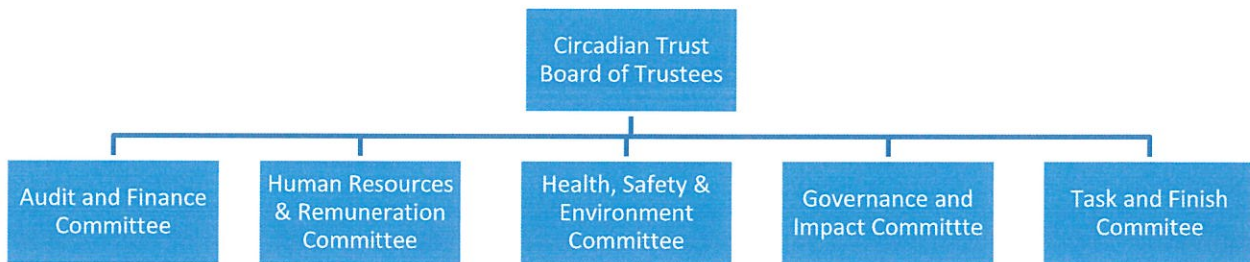 Circadian Trust
Board of Trustees
Audit and Finance
Committee
Human Resources
& Remuneration
Committee
Health, Safety &
Environment
Committee
Governance and
Impact Committte
Task and Finish
Commitee